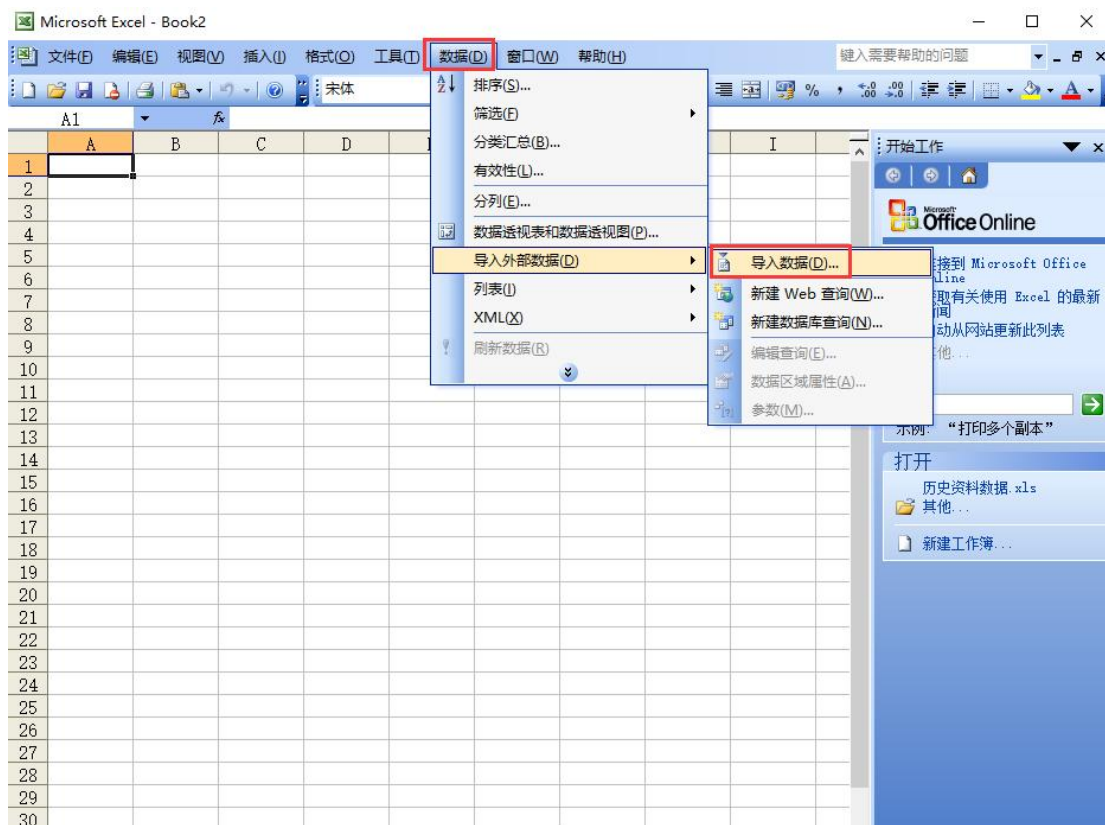 Microsoft Excel - Book2
文件(F) 编辑(E) 视图(V) 插入(I) 格式(O) 工具(T) 数据(D) 窗口(W) 帮助(H) 键入需要帮助的问题
宋体
A1 fx
A B C D I
1
2
3
4
5
6
7
8
9
10
11
12
13
14
15
16
17
18
19
20
21
22
23
24
25
26
27
28
29
30
排序(S)...
筛选(F)
分类汇总(B)...
有效性(L)...
分列(E)...
数据透视表和数据透视图(P)...
导入外部数据(D)
列表(I)
XML(X)
刷新数据(R)
导入数据(D)...
新建 Web 查询(W)...
新建数据库查询(N)...
编辑查询(E)...
数据区域属性(A)...
参数(M)...
开始工作
Microsoft
Office Online
接到 Microsoft Office
line
取有关使用 Excel 的最新
闻
动从网站更新此列表
他...
示例: “打印多个副本”
打开
历史资料数据.xls
其他...
新建工作簿...